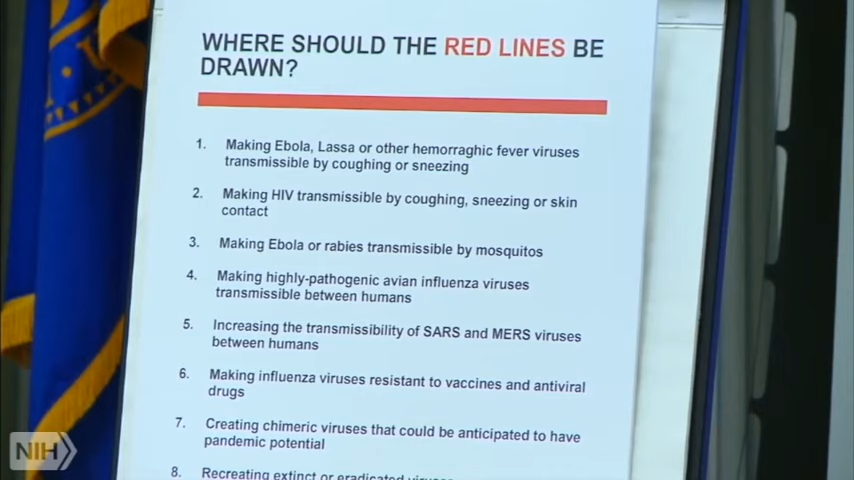 WHERE SHOULD THE RED LINES BE
DRAWN?
1. Making Ebola, Lassa or other hemorraghic fever viruses
transmissible by coughing or sneezing
2. Making HIV transmissible by coughing, sneezing or skin
contact
3. Making Ebola or rabies transmissible by mosquitos
4. Making highly-pathogenic avian influenza viruses
transmissible between humans
5. Increasing the transmissibility of SARS and MERS viruses
between humans
6. Making influenza viruses resistant to vaccines and antiviral
drugs
7. Creating chimeric viruses that could be anticipated to have
pandemic potential
8. Recreating extinct or eradicated viruses
NIH